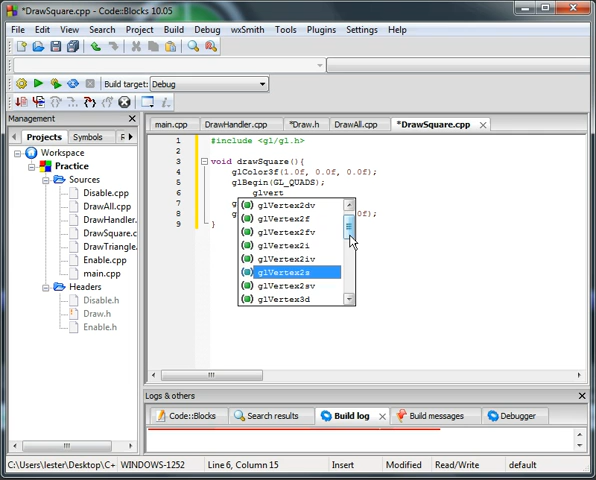 *DrawSquare.cpp - Code::Blocks 10.05
File Edit View Search Project Build Debug wxSmith Tools Plugins Settings Help
Build target: Debug
Management
Projects Symbols R
Workspace
Practice
Sources
Disable.cpp
DrawAll.cpp
DrawHandler.
DrawSquare.c
DrawTriangle.
Enable.cpp
main.cpp
Headers
Disable.h
Draw.h
Enable.h
main.cpp DrawHandler.cpp *Draw.h DrawAll.cpp *DrawSquare.cpp
1 #include <gl/gl.h>
2
3 void drawSquare(){
4 glColor3f(1.0f, 0.0f, 0.0f);
5 glBegin(GL_QUADS);
6 glvert
7 g
8 g 0f);
9 }
glVertex2dv
glVertex2f
glVertex2fv
glVertex2i
glVertex2iv
glVertex2s
glVertex2sv
glVertex3d
Logs & others
Code::Blocks Search results Build log Build messages Debugger
C:\Users\lester\Desktop\C+ WINDOWS-1252 Line 6, Column 15 Insert Modified Read/Write default